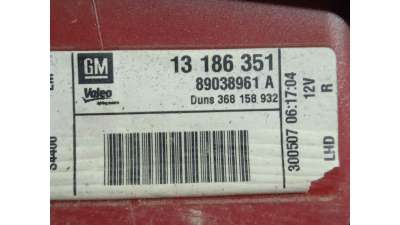 GM
13 186 351
Valeo
89038961 A
Duns 368 158 932
300507 06:17:04
12V R
LHD